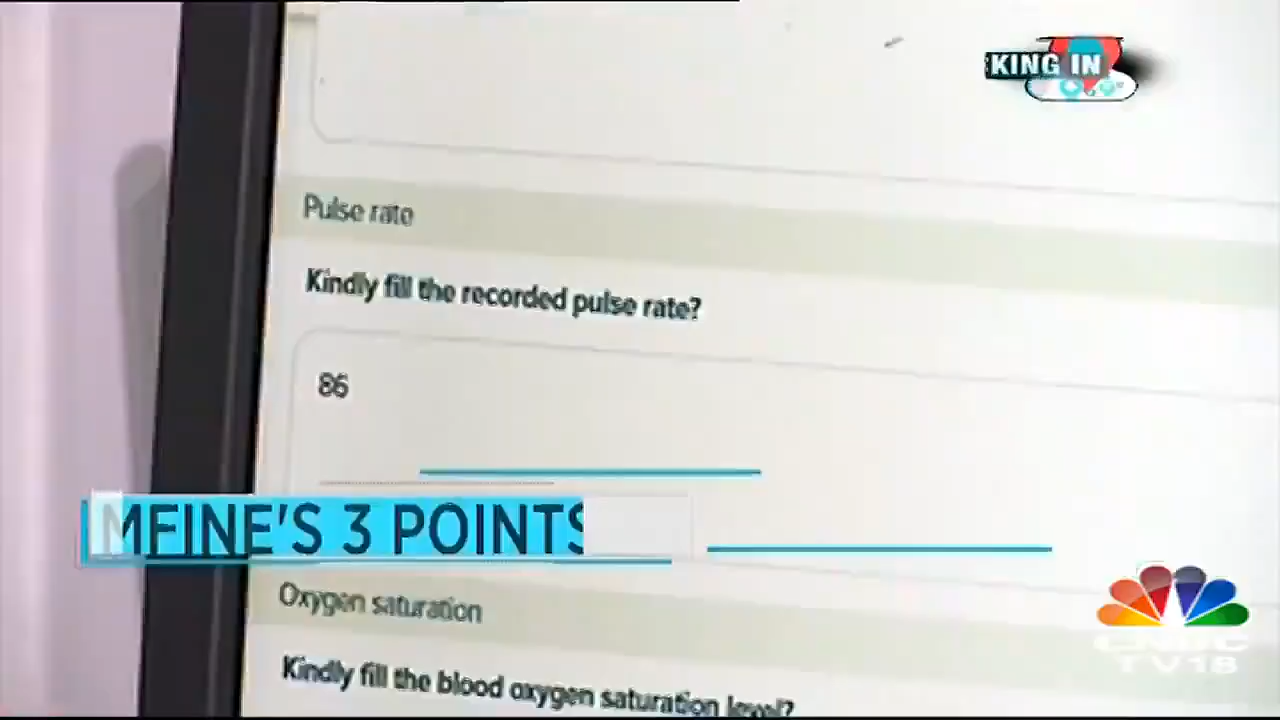 KING IN
Pulse rate
Kindly fill the recorded pulse rate?
86
MFINE'S 3 POINTS
Oxygen saturation
Kindly fill the blood oxygen saturation level?
CNBC
TV18